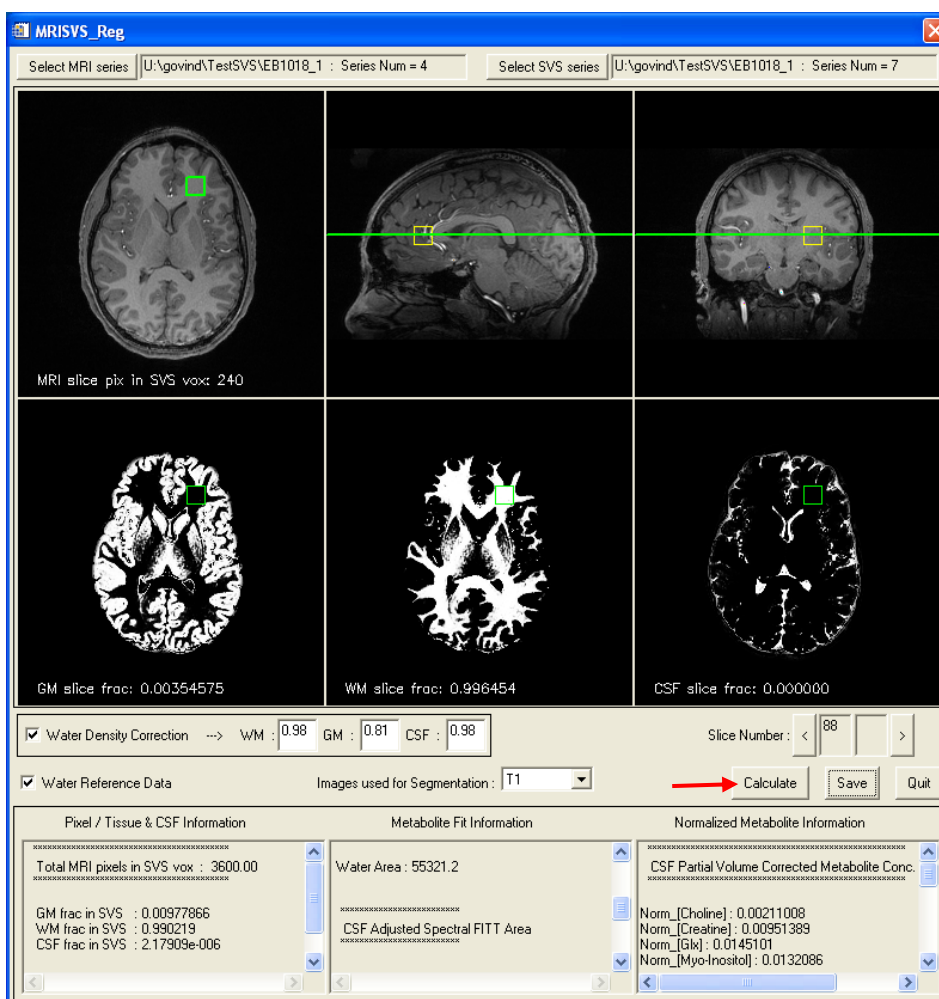 MRISVS_Reg
Select MRI series U:\govind\TestSVS\EB1018_1 : Series Num = 4 Select SVS series U:\govind\TestSVS\EB1018_1 : Series Num = 7
MRI slice pix in SVS vox: 240
GM slice frac: 0.00354575 WM slice frac: 0.996454 CSF slice frac: 0.000000
Water Density Correction ---> WM : 0.98 GM : 0.81 CSF : 0.98 Slice Number : < 88 >
Water Reference Data Images used for Segmentation : T1 Calculate Save Quit
Pixel / Tissue & CSF Information
××××××××××××××××××××××××××××××××××××××××
Total MRI pixels in SVS vox : 3600.00
××××××××××××××××××××××××××××××××××××××××
GM frac in SVS : 0.00977866
WM frac in SVS : 0.990219
CSF frac in SVS : 2.17909e-006
Metabolite Fit Information
Water Area : 55321.2
××××××××××××××××××××××××
CSF Adjusted Spectral FITT Area
××××××××××××××××××××××××
Normalized Metabolite Information
××××××××××××××××××××××××××××××××××××××××××××××××××××
CSF Partial Volume Corrected Metabolite Conc.
××××××××××××××××××××××××××××××××××××××××××××××××××××
Norm_[Choline] : 0.00211008
Norm_[Creatine] : 0.00951389
Norm_[Glx] : 0.0145101
Norm_[Myo-Inositol] : 0.0132086